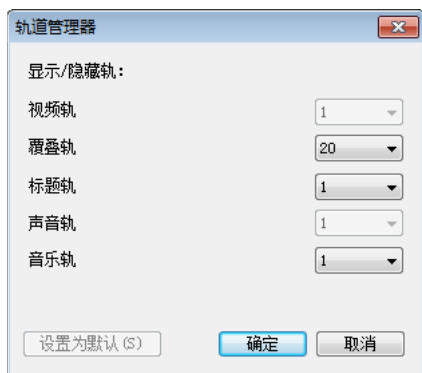 轨道管理器
显示/隐藏轨：
视频轨 1
覆叠轨 20
标题轨 1
声音轨 1
音乐轨 1
设置为默认(S) 确定 取消